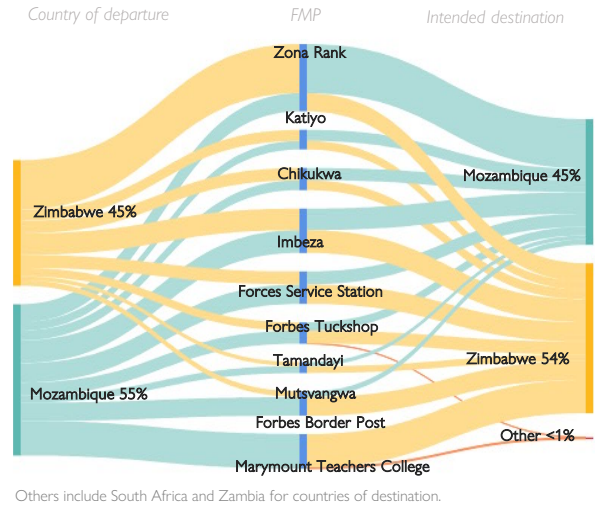 Country of departure
FMP
Intended destination
Zona Rank
Katiyo
Chikukwa
Mozambique 45%
Zimbabwe 45%
Imbeza
Forces Service Station
Forbes Tuckshop
Tamandayi
Zimbabwe 54%
Mozambique 55%
Mutsvangwa
Forbes Border Post
Other <1%
Marymount Teachers College
Others include South Africa and Zambia for countries of destination.